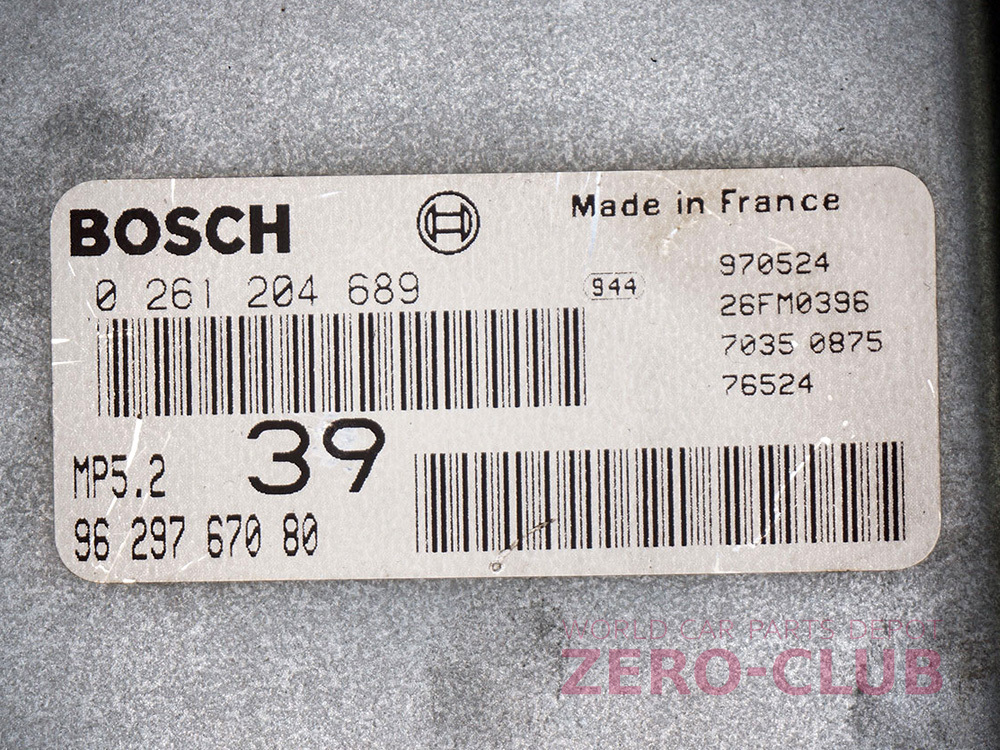 BOSCH
Made in France
0 261 204 689
944
970524
26FM0396
7035 0875
76524
39
MP5.2
96 297 670 80
WORLD CAR PARTS DEPOT
ZERO-CLUB